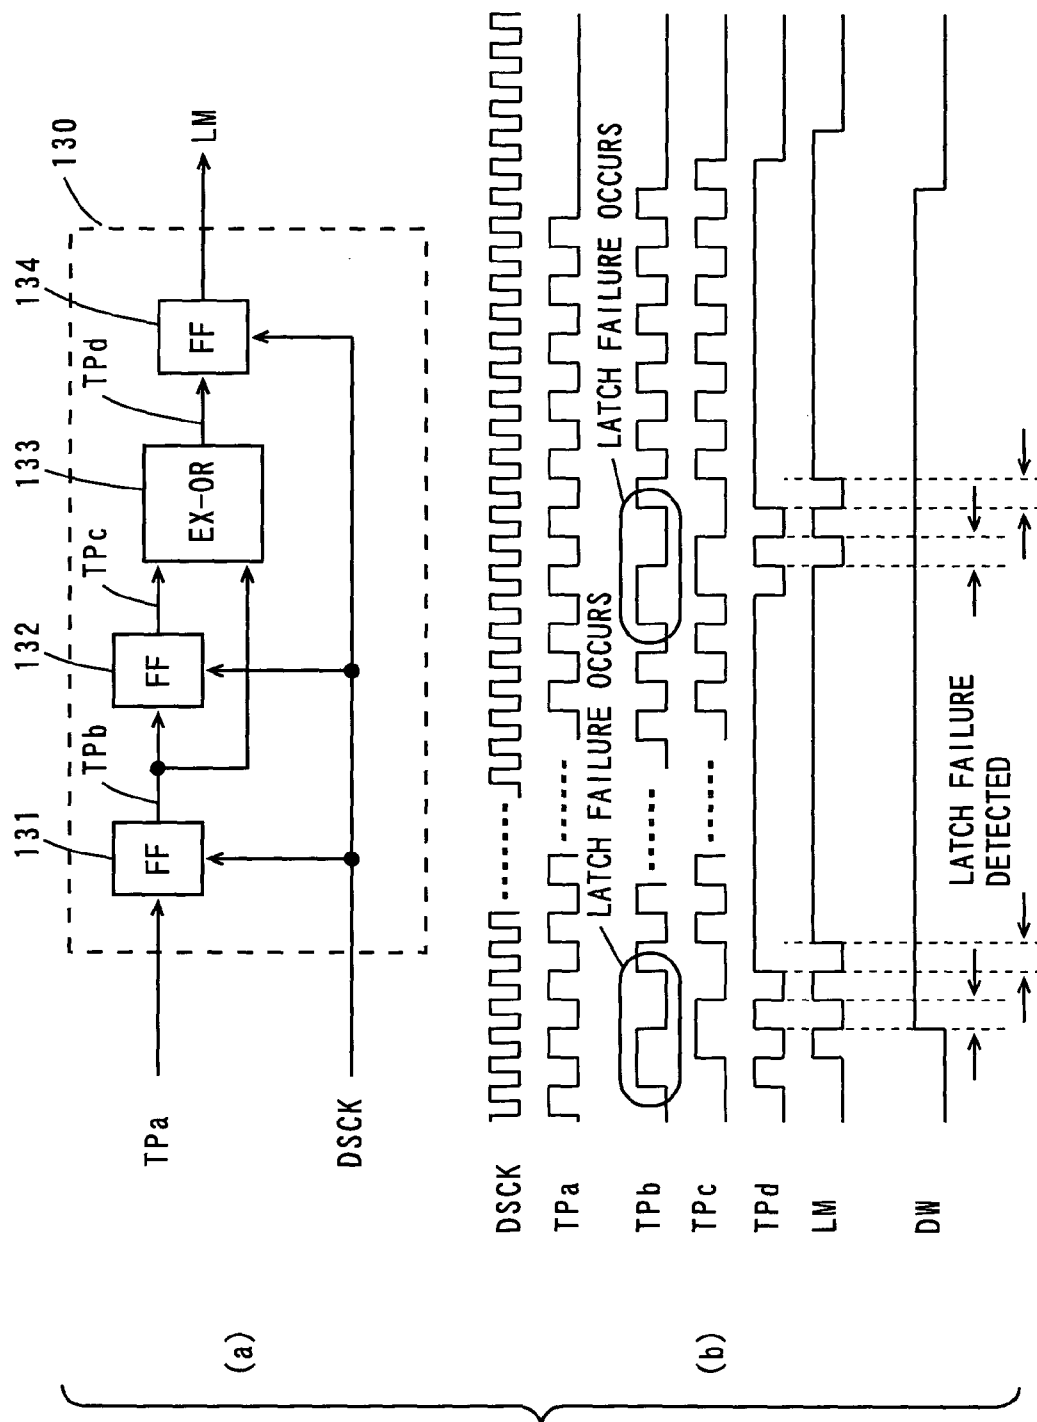 (a)
130
131
132
133
134
TPa
FF
TPb
FF
TPc
EX-OR
TPd
FF
LM
DSCK
(b)
DSCK
TPa
TPb
TPc
TPd
LM
DW
LATCH FAILURE OCCURS
LATCH FAILURE OCCURS
LATCH FAILURE
DETECTED